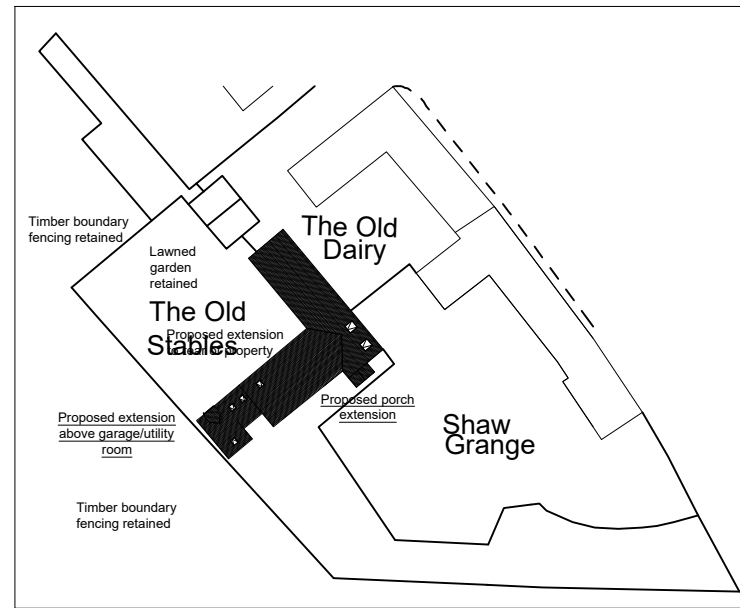 The Old
Dairy
Timber boundary
fencing retained
Lawned
garden
retained
The Old
Stables
Proposed extension
to rear of property
Proposed porch
extension
Proposed extension
above garage/utility
room
Shaw
Grange
Timber boundary
fencing retained